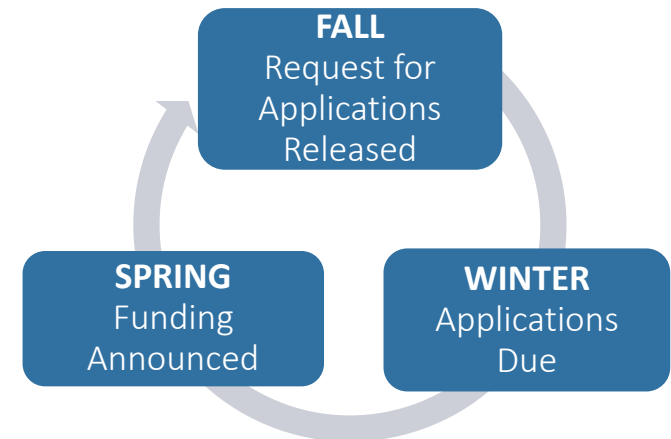 FALL
Request for
Applications
Released
WINTER
Applications
Due
SPRING
Funding
Announced